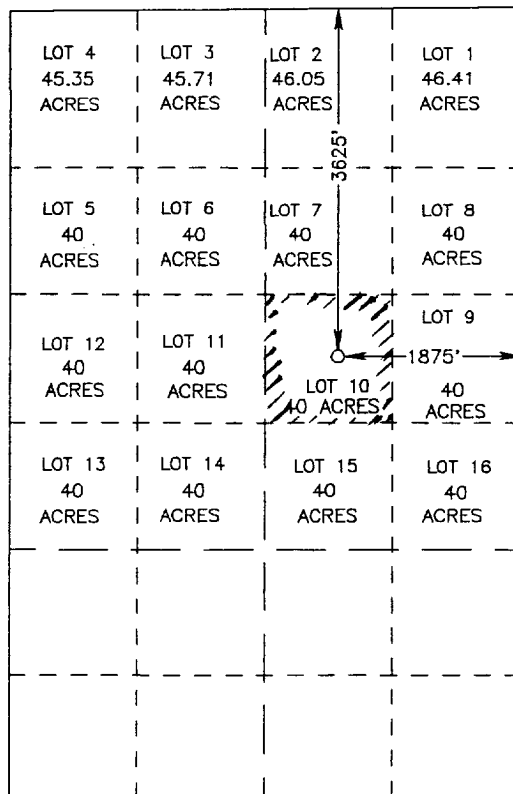 LOT 4
45.35
ACRES
LOT 3
45.71
ACRES
LOT 2
46.05
ACRES
LOT 1
46.41
ACRES
3625'
LOT 5
40
ACRES
LOT 6
40
ACRES
LOT 7
40
ACRES
LOT 8
40
ACRES
LOT 12
40
ACRES
LOT 11
40
ACRES
LOT 10
40 ACRES
LOT 9
1875'
40
ACRES
LOT 13
40
ACRES
LOT 14
40
ACRES
LOT 15
40
ACRES
LOT 16
40
ACRES